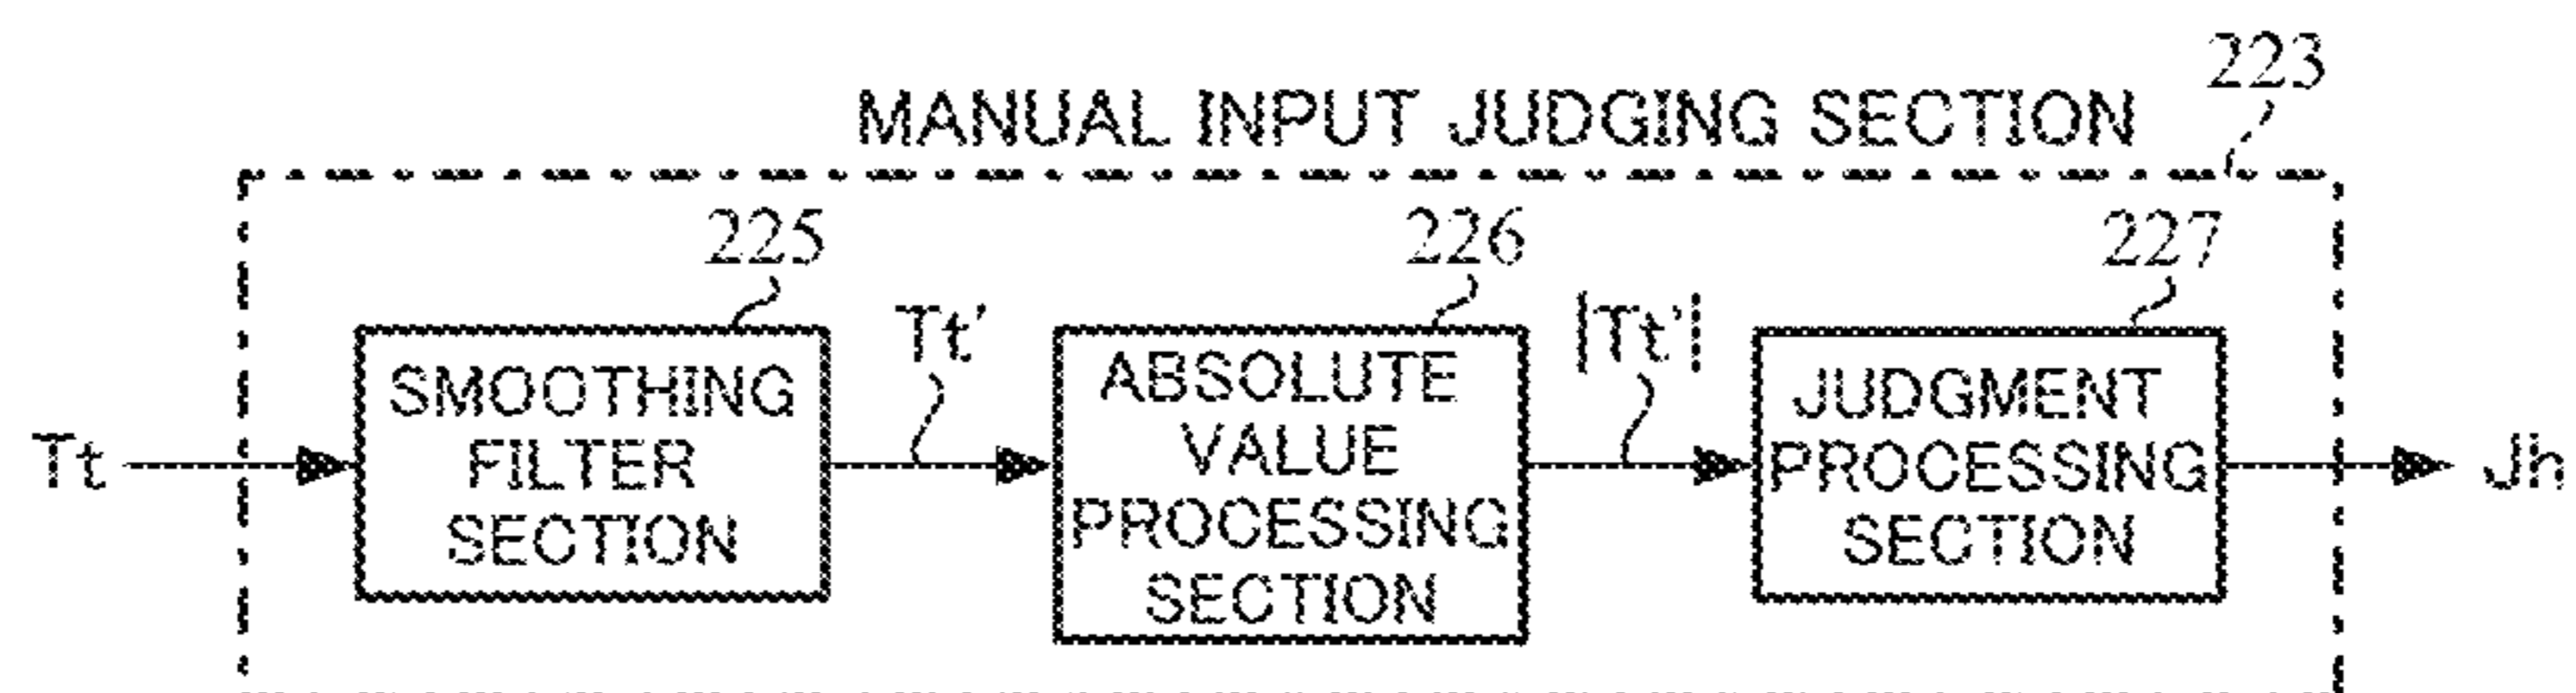 223
MANUAL INPUT JUDGING SECTION
225
226
227
Tt'
|Tt'|
SMOOTHING
FILTER
SECTION
ABSOLUTE
VALUE
PROCESSING
SECTION
JUDGMENT
PROCESSING
SECTION
Tt
Jh